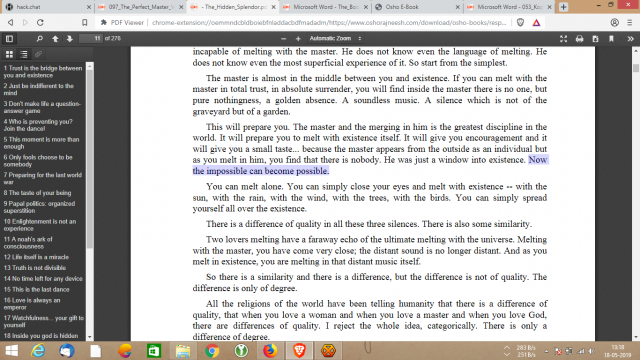 hack.chat
097_The_Perfect_Master_
- The_Hidden_Splendor.p
Microsoft Word - The_Boo
Osho E-Book
Microsoft Word - 053_Kop
PDF Viewer
chrome-extension://oemmndcbldboiebfnladdacbdfmadadm/https://www.oshorajneesh.com/download/osho-books/resp...
11 of 276
Automatic Zoom
1 Trust is the bridge between
you and existence
2 Just be indifferent to the
mind
3 Don't make life a question-
answer game
4 Who is preventing you?
Join the dance!
5 This moment is more than
enough
6 Only fools choose to be
somebody
7 Preparing for the last world
war
8 The taste of your being
9 Papal politics: organized
superstition
10 Enlightenment is not an
experience
11 A noah's ark of
consciousness
12 Life itself is a miracle
13 Truth is not divisible
14 No time left for any device
15 This is the last dance
16 Love is always an
emperor
17 Watchfulness... your gift to
yourself
18 Inside you god is hidden
incapable of melting with the master. He does not know even the language of melting. He
does not know even the most superficial experience of it. So start from the simplest.
The master is almost in the middle between you and existence. If you can melt with the
master in total trust, in absolute surrender, you will find inside the master there is no one, but
pure nothingness, a golden absence. A soundless music. A silence which is not of the
graveyard but of a garden.
This will prepare you. The master and the merging in him is the greatest discipline in the
world. It will prepare you to melt with existence itself. It will give you encouragement and it
will give you a small taste... because the master appears from the outside as an individual but
as you melt in him, you find that there is nobody. He was just a window into existence. Now
the impossible can become possible.
You can melt alone. You can simply close your eyes and melt with existence -- with the
sun, with the rain, with the wind, with the trees, with the birds. You can simply spread
yourself all over the existence.
There is a difference of quality in all these three silences. There is also some similarity.
Two lovers melting have a faraway echo of the ultimate melting with the universe. Melting
with the master, you have come very close; the distant sound is no longer distant. And as you
melt in existence, you are melting in that distant music itself.
So there is a similarity and there is a difference, but the difference is not of quality. The
difference is only of degree.
All the religions of the world have been telling humanity that there is a difference of
quality, that when you love a woman and when you love a master and when you love God,
there are differences of quality. I reject the whole idea, categorically. There is only a
difference of degree.
283 B/s
251 B/s
13:18
18-05-2019